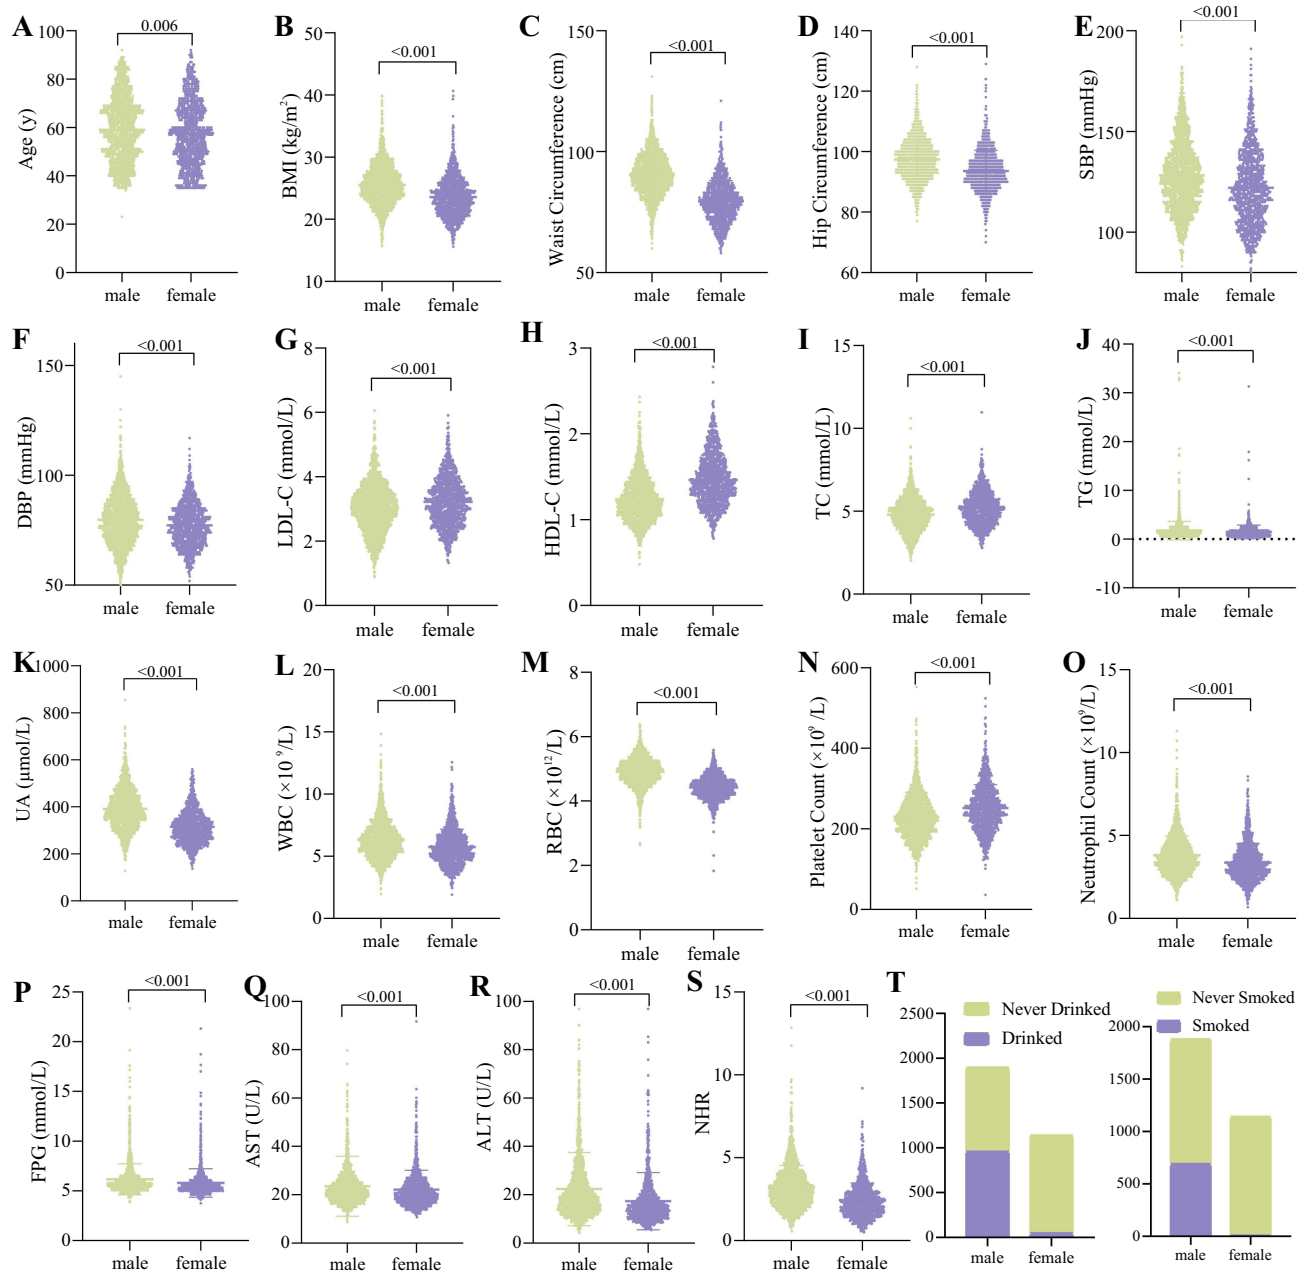 A
0.006
Age (y)
100
80
60
40
20
0
male female
B
<0.001
BMI (kg/m²)
50
40
30
20
10
male female
C
<0.001
Waist Circumference (cm)
150
100
50
male female
D
<0.001
Hip Circumference (cm)
140
120
100
80
60
male female
E
<0.001
SBP (mmHg)
200
150
100
male female
F
<0.001
DBP (mmHg)
150
100
50
male female
G
<0.001
LDL-C (mmol/L)
8
6
4
2
0
male female
H
<0.001
HDL-C (mmol/L)
3
2
1
0
male female
I
<0.001
TC (mmol/L)
15
10
5
0
male female
J
<0.001
TG (mmol/L)
40
30
20
10
0
-10
male female
K
<0.001
UA (μmol/L)
1000
800
600
400
200
0
male female
L
<0.001
WBC (×10⁹/L)
20
15
10
5
0
male female
M
<0.001
RBC (×10¹²/L)
8
6
4
2
0
male female
N
<0.001
Platelet Count (×10⁹ /L)
600
400
200
0
male female
O
<0.001
Neutrophil Count (×10⁹/L)
15
10
5
0
male female
P
<0.001
FPG (mmol/L)
25
20
15
10
5
0
male female
Q
<0.001
AST (U/L)
100
80
60
40
20
0
male female
R
<0.001
ALT (U/L)
100
80
60
40
20
0
male female
S
<0.001
NHR
15
10
5
0
male female
T
Never Drinked
Drinked
2500
2000
1500
1000
500
0
male female
Never Smoked
Smoked
2000
1500
1000
500
0
male female